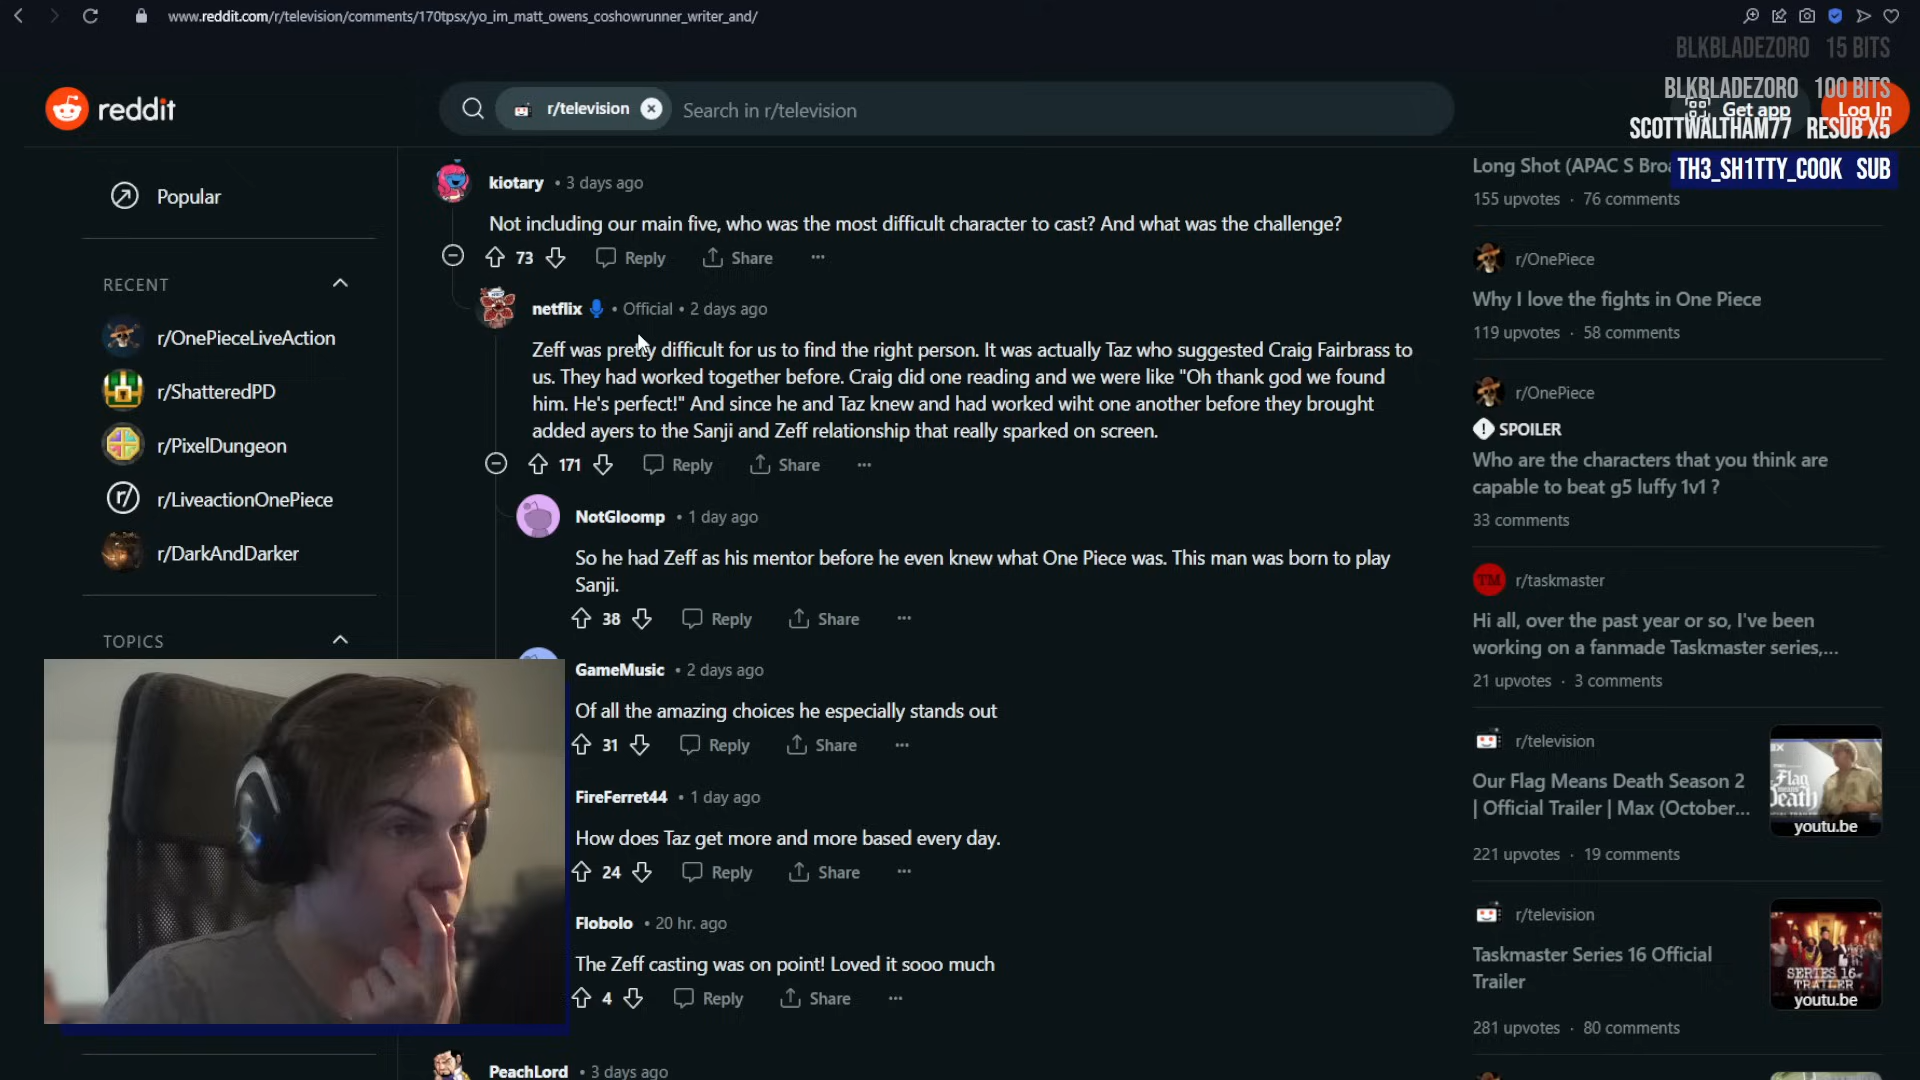 www.reddit.com/r/television/comments/170tpsx/yo_im_matt_owens_coshowrunner_writer_and/
BLKBLADEZORO 15 BITS
BLKBLADEZORO 100 BITS
reddit
r/television
Search in r/television
Get app
Log In
SCOTTWALTHAM77 RESUB X5
TH3_SH1TTY_COOK SUB
Popular
RECENT
r/OnePieceLiveAction
r/ShatteredPD
r/PixelDungeon
r/LiveactionOnePiece
r/DarkAndDarker
TOPICS
kiotary • 3 days ago
Not including our main five, who was the most difficult character to cast? And what was the challenge?
73 Reply Share ...
netflix • Official • 2 days ago
Zeff was pretty difficult for us to find the right person. It was actually Taz who suggested Craig Fairbrass to
us. They had worked together before. Craig did one reading and we were like "Oh thank god we found
him. He's perfect!" And since he and Taz knew and had worked wiht one another before they brought
added ayers to the Sanji and Zeff relationship that really sparked on screen.
171 Reply Share ...
NotGloomp • 1 day ago
So he had Zeff as his mentor before he even knew what One Piece was. This man was born to play
Sanji.
38 Reply Share ...
GameMusic • 2 days ago
Of all the amazing choices he especially stands out
31 Reply Share ...
FireFerret44 • 1 day ago
How does Taz get more and more based every day.
24 Reply Share ...
Flobolo • 20 hr. ago
The Zeff casting was on point! Loved it sooo much
4 Reply Share ...
PeachLord • 3 days ago
Long Shot (APAC S Bro
155 upvotes · 76 comments
r/OnePiece
Why I love the fights in One Piece
119 upvotes · 58 comments
r/OnePiece
SPOILER
Who are the characters that you think are
capable to beat g5 luffy 1v1 ?
33 comments
TM
r/taskmaster
Hi all, over the past year or so, I've been
working on a fanmade Taskmaster series,...
21 upvotes · 3 comments
r/television
Our Flag Means Death Season 2
| Official Trailer | Max (October...
221 upvotes · 19 comments
Flag
means
Death
youtu.be
r/television
Taskmaster Series 16 Official
Trailer
281 upvotes · 80 comments
SERIES 16
TRAILER
youtu.be